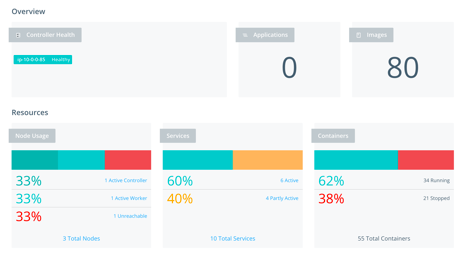 Overview
Controller Health
Applications
Images
ip-10-0-0-85 Healthy
0
80
Resources
Node Usage
Services
Containers
33% 1 Active Controller
33% 1 Active Worker
33% 1 Unreachable
3 Total Nodes
60% 6 Active
40% 4 Partly Active
10 Total Services
62% 34 Running
38% 21 Stopped
55 Total Containers